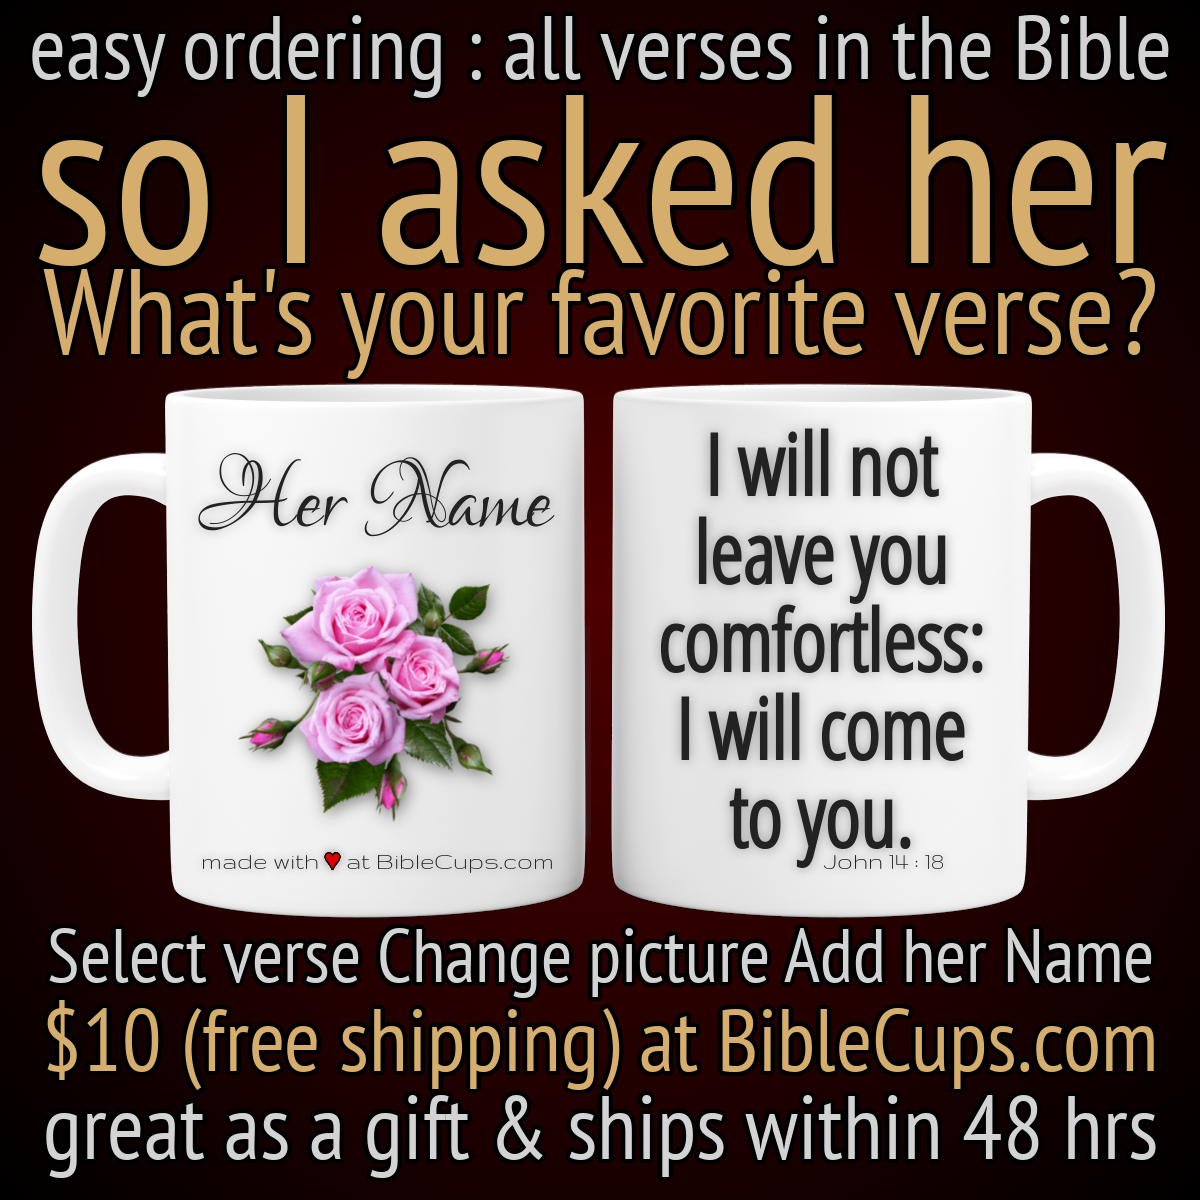 easy ordering : all verses in the Bible
so I asked her
What's your favorite verse?
Her Name
made with ♥ at BibleCups.com
I will not
leave you
comfortless:
I will come
to you.
John 14 : 18
Select verse Change picture Add her Name
$10 (free shipping) at BibleCups.com
great as a gift & ships within 48 hrs